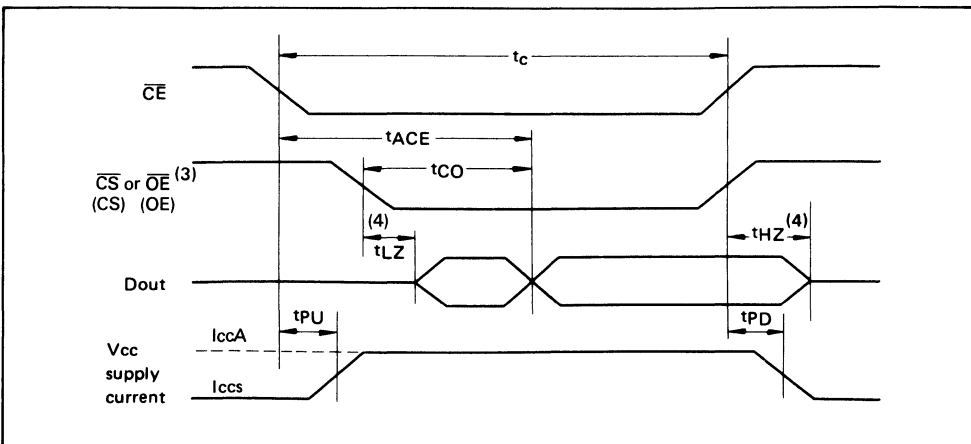 tc
CE
tACE
tCO
CS or OE (3)
(CS) (OE)
(4)
tLZ
tHZ (4)
Dout
tPU
tPD
IccA
Vcc
supply
current
Iccs